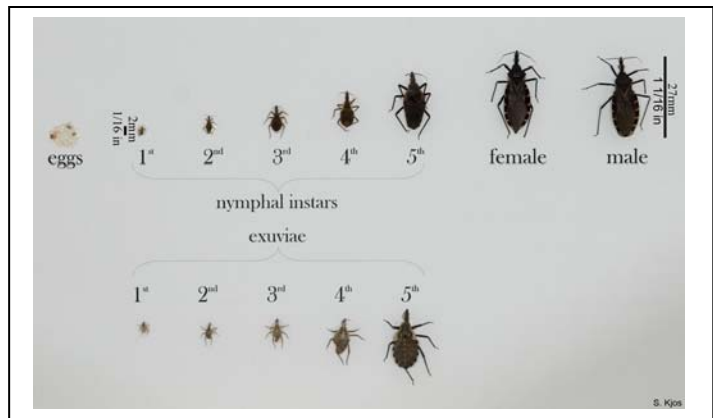 2mm
1/16 in
27mm
1 1/16 in
eggs
1st 2nd 3rd 4th 5th
female
male
nymphal instars
exuviae
1st 2nd 3rd 4th 5th
S. Kjos